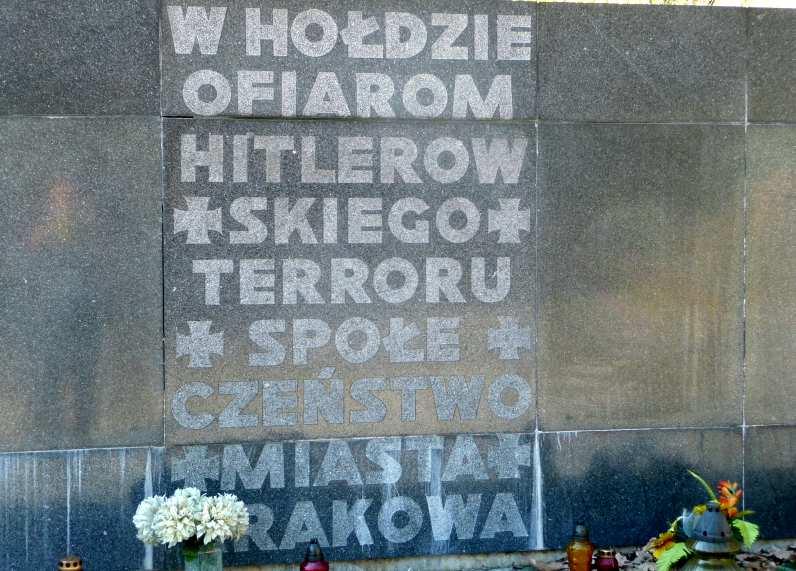 W HOŁDZIE
OFIAROM
HITLEROW
SKIEGO
TERRORU
SPOŁE
CZEŃSTWO
MIASTA
KRAKOWA